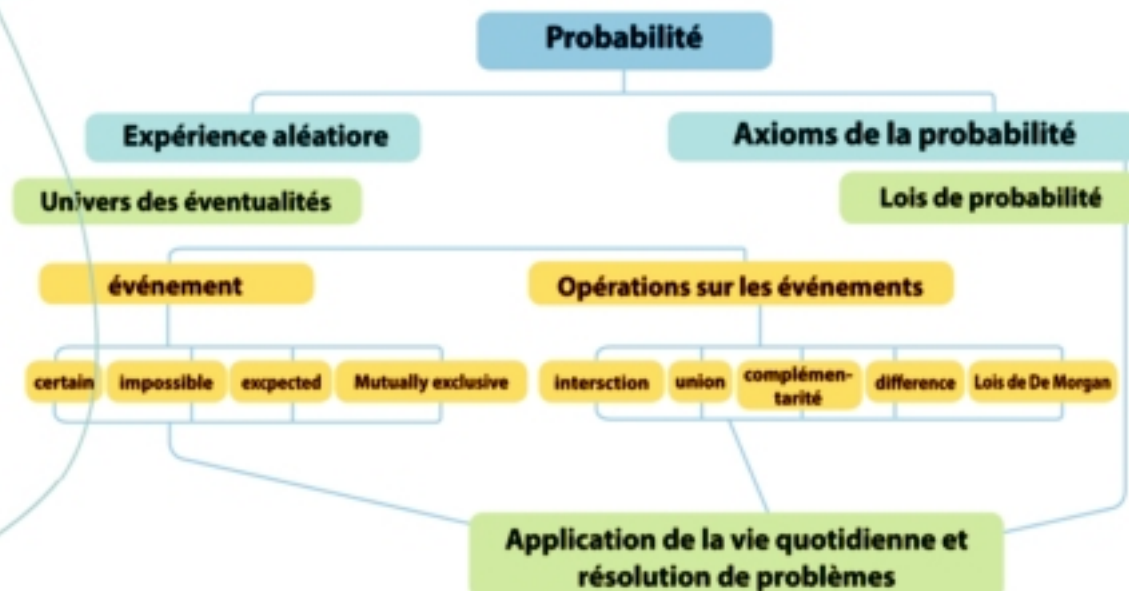 Probabilité
Expérience aléatiore
Axioms de la probabilité
Univers des éventualités
Lois de probabilité
événement
Opérations sur les événements
certain
impossible
excpected
Mutually exclusive
intersction
union
complémen-
tarité
difference
Lois de De Morgan
Application de la vie quotidienne et
résolution de problèmes